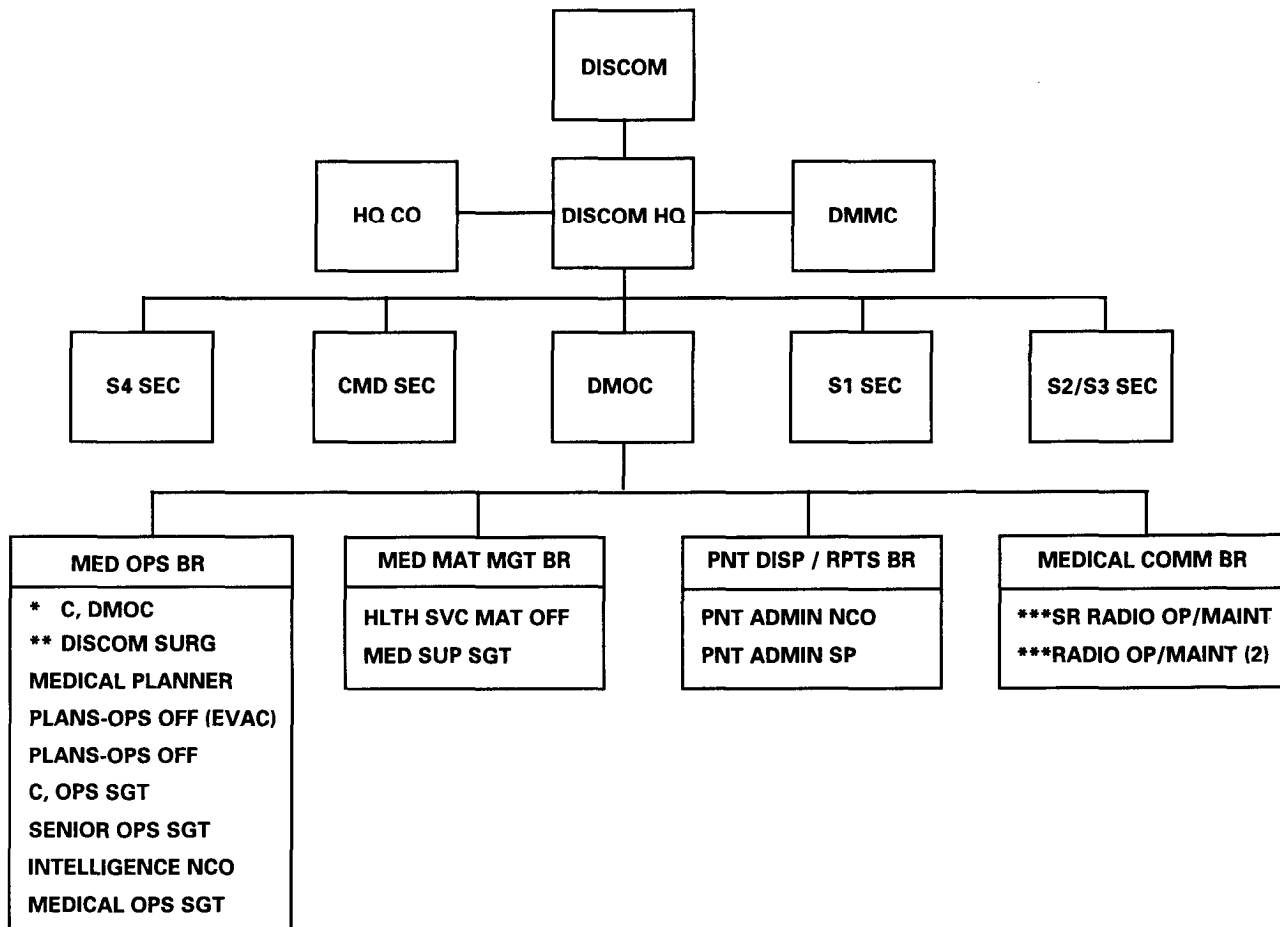 DISCOM
HQ CO
DISCOM HQ
DMMC
S4 SEC
CMD SEC
DMOC
S1 SEC
S2/S3 SEC
MED OPS BR
* C, DMOC
** DISCOM SURG
MEDICAL PLANNER
PLANS-OPS OFF (EVAC)
PLANS-OPS OFF
C, OPS SGT
SENIOR OPS SGT
INTELLIGENCE NCO
MEDICAL OPS SGT
MED MAT MGT BR
HLTH SVC MAT OFF
MED SUP SGT
PNT DISP / RPTS BR
PNT ADMIN NCO
PNT ADMIN SP
MEDICAL COMM BR
***SR RADIO OP/MAINT
***RADIO OP/MAINT (2)